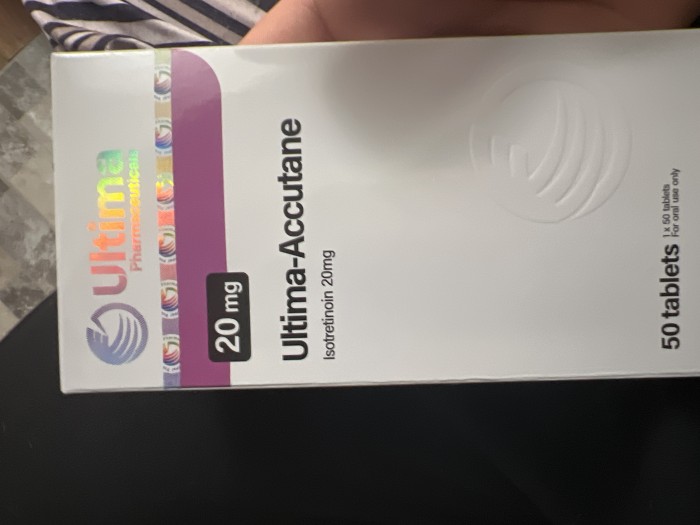 Ultima
Pharmaceuticals
20 mg
Ultima-Accutane
Isotretinoin 20mg
50 tablets
1 x 50 tablets
For oral use only